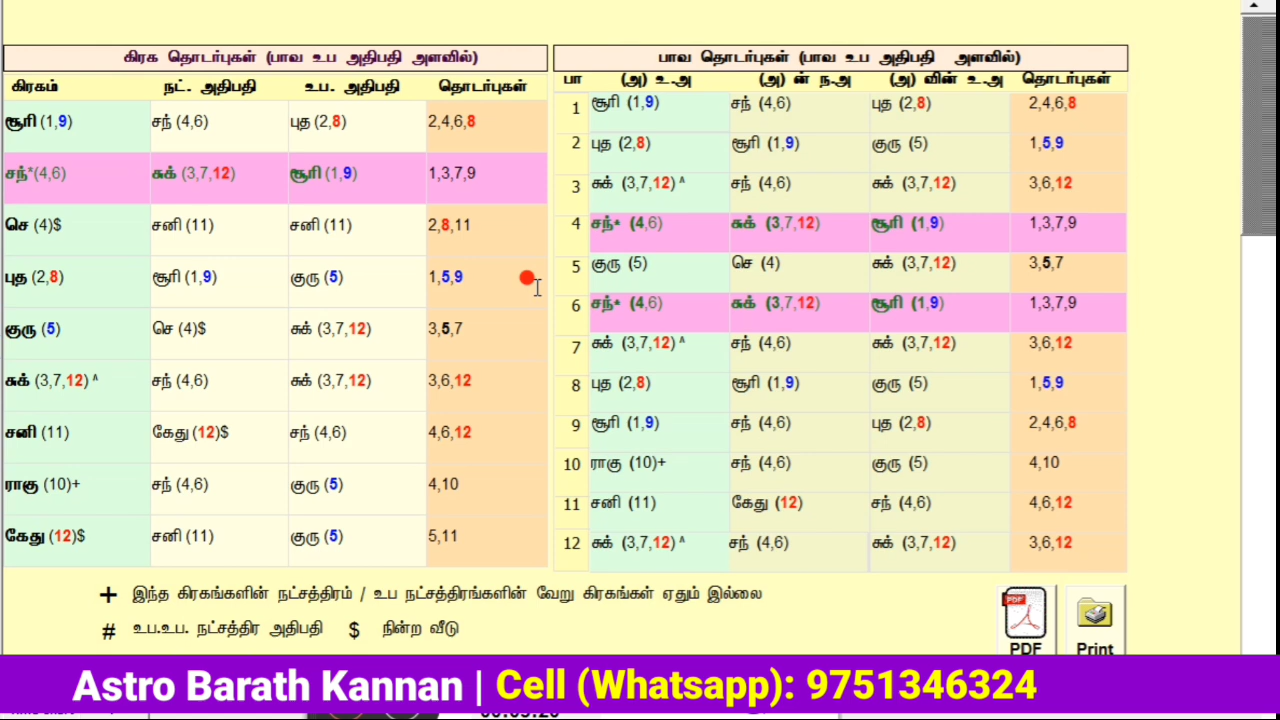 கிரக தொடர்புகள் (பாவ உப அதிபதி அளவில்)
கிரகம் நட். அதிபதி உப. அதிபதி தொடர்புகள்
சூரி (1,9) சந் (4,6) புத (2,8) 2,4,6,8
சந்*(4,6) சுக் (3,7,12) சூரி (1,9) 1,3,7,9
செ (4)$ சனி (11) சனி (11) 2,8,11
புத (2,8) சூரி (1,9) குரு (5) 1,5,9
குரு (5) செ (4)$ சுக் (3,7,12) 3,5,7
சுக் (3,7,12) ^ சந் (4,6) சுக் (3,7,12) 3,6,12
சனி (11) கேது (12)$ சந் (4,6) 4,6,12
ராகு (10)+ சந் (4,6) குரு (5) 4,10
கேது (12)$ சனி (11) குரு (5) 5,11
பாவ தொடர்புகள் (பாவ உப அதிபதி அளவில்)
பா (அ) உ.அ (அ) ன் ந.அ (அ) வின் உ.அ தொடர்புகள்
1 சூரி (1,9) சந் (4,6) புத (2,8) 2,4,6,8
2 புத (2,8) சூரி (1,9) குரு (5) 1,5,9
3 சுக் (3,7,12) ^ சந் (4,6) சுக் (3,7,12) 3,6,12
4 சந்* (4,6) சுக் (3,7,12) சூரி (1,9) 1,3,7,9
5 குரு (5) செ (4) சுக் (3,7,12) 3,5,7
6 சந்* (4,6) சுக் (3,7,12) சூரி (1,9) 1,3,7,9
7 சுக் (3,7,12) ^ சந் (4,6) சுக் (3,7,12) 3,6,12
8 புத (2,8) சூரி (1,9) குரு (5) 1,5,9
9 சூரி (1,9) சந் (4,6) புத (2,8) 2,4,6,8
10 ராகு (10)+ சந் (4,6) குரு (5) 4,10
11 சனி (11) கேது (12) சந் (4,6) 4,6,12
12 சுக் (3,7,12) ^ சந் (4,6) சுக் (3,7,12) 3,6,12
+ இந்த கிரகங்களின் நட்சத்திரம் / உப நட்சத்திரங்களின் வேறு கிரகங்கள் ஏதும் இல்லை
# உப.உப. நட்சத்திர அதிபதி $ நின்ற வீடு
PDF
PDF Print
Astro Barath Kannan | Cell (Whatsapp): 9751346324